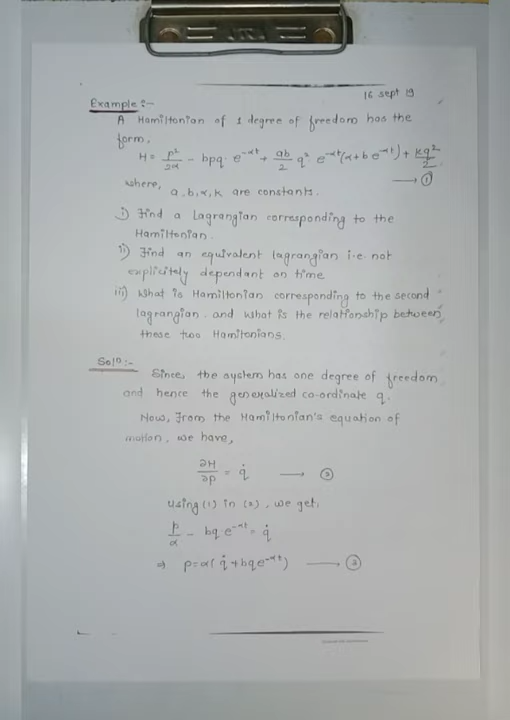 16 sept 19
Example :-
A Hamiltonian of 1 degree of freedom has the
form,
H = p²/2α - bpq e^-αt + ab/2 q² e^-αt(α+b e^-αt) + kq²/2 → ①
where,
a, b, α, k are constants.
i) Find a Lagrangian corresponding to the
Hamiltonian.
ii) Find an equivalent lagrangian i.e. not
explicitely dependant on time
iii) What is Hamiltonian corresponding to the second
lagrangian and what is the relationship between
these two Hamiltonians.
Solⁿ:-
Since, the system has one degree of freedom
and hence the generalized co-ordinate q.
Now, From the Hamiltonian's equation of
motion, we have,
∂H/∂p = q̇ → ②
using (1) in (2), we get,
p/α - bq e^-αt = q̇
⇒ p = α( q̇ + bq e^-αt) → ③